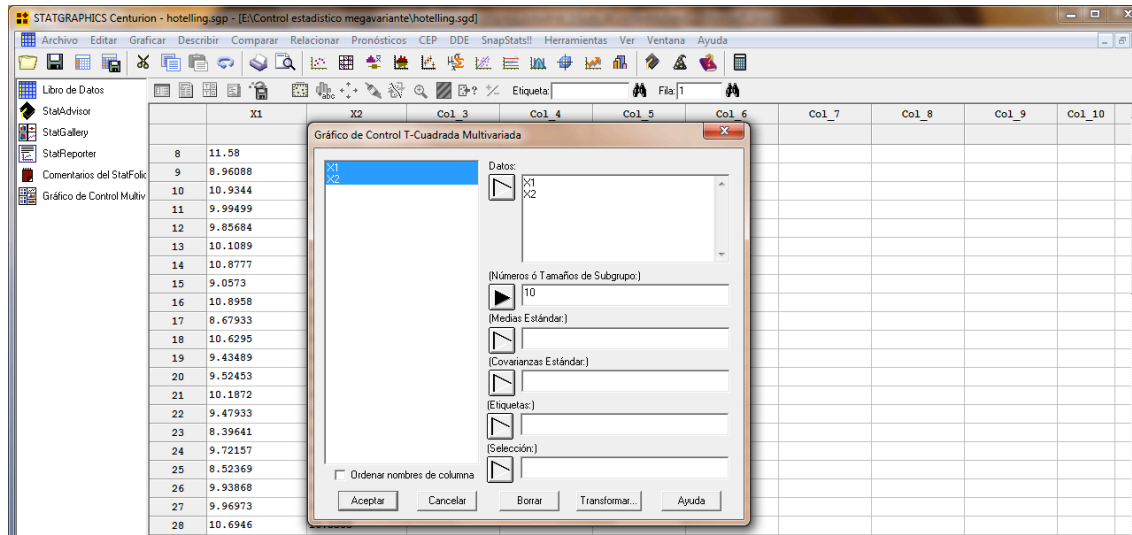 STATGRAPHICS Centurion - hotelling.sgp - [E:\Control estadistico megavariante\hotelling.sgd]
Archivo Editar Graficar Describir Comparar Relacionar Pronósticos CEP DDE SnapStats!! Herramientas Ver Ventana Ayuda
Etiqueta: Fila: 1
Libro de Datos
StatAdvisor
StatGallery
StatReporter
Comentarios del StatFolio
Gráfico de Control Multiv
X1 X2 Col_3 Col_4 Col_5 Col_6 Col_7 Col_8 Col_9 Col_10
8 11.58
9 8.96088
10 10.9344
11 9.99499
12 9.85684
13 10.1089
14 10.8777
15 9.0573
16 10.8958
17 8.67933
18 10.6295
19 9.43489
20 9.52453
21 10.1872
22 9.47933
23 8.39641
24 9.72157
25 8.52369
26 9.93868
27 9.96973
28 10.6946
Gráfico de Control T-Cuadrada Multivariada
X1
X2
Datos:
X1
X2
(Números ó Tamaños de Subgrupo:)
10
(Medias Estándar:)
(Covarianzas Estándar:)
(Etiquetas:)
(Selección:)
Ordenar nombres de columna
Aceptar Cancelar Borrar Transformar... Ayuda